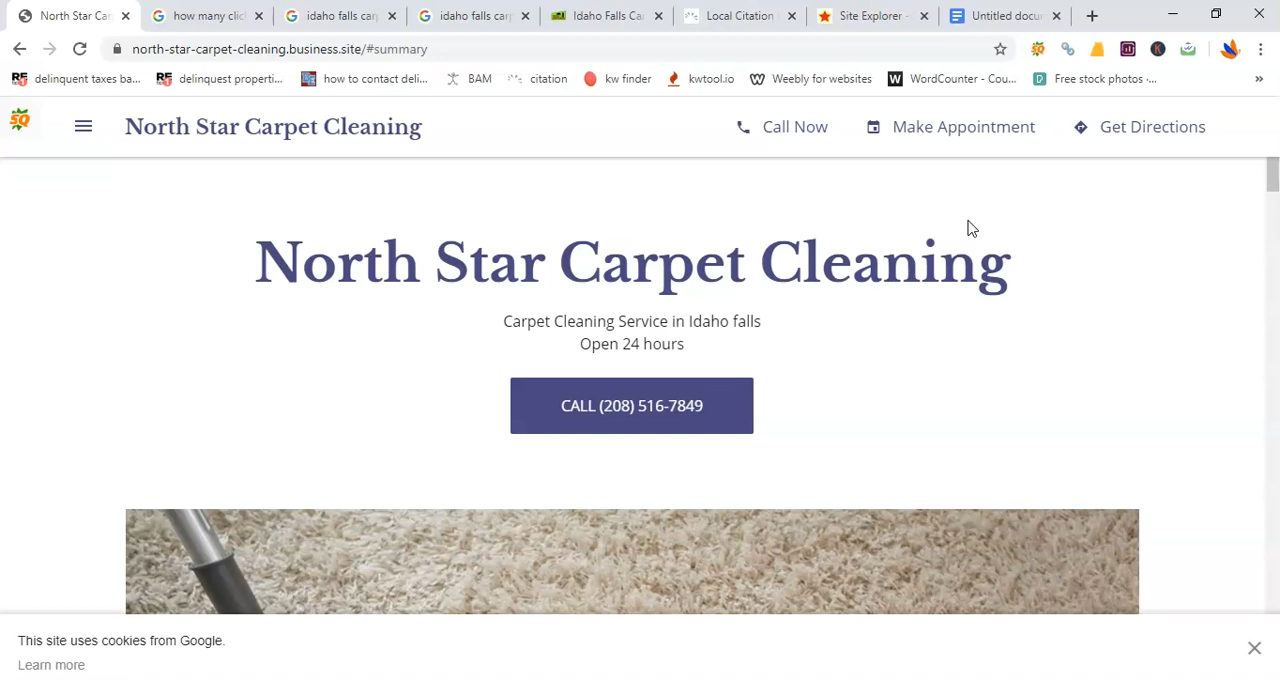 North Star Car
how many clic
idaho falls carp
idaho falls carp
Idaho Falls Ca
Local Citation
Site Explorer -
Untitled docu
north-star-carpet-cleaning.business.site/#summary
delinquent taxes ba...
delinquest properti...
how to contact deli...
BAM
citation
kw finder
kwtool.io
Weebly for websites
WordCounter - Cou...
Free stock photos ·...
»
SQ
North Star Carpet Cleaning
Call Now
Make Appointment
Get Directions
North Star Carpet Cleaning
Carpet Cleaning Service in Idaho falls
Open 24 hours
CALL (208) 516-7849
This site uses cookies from Google.
Learn more